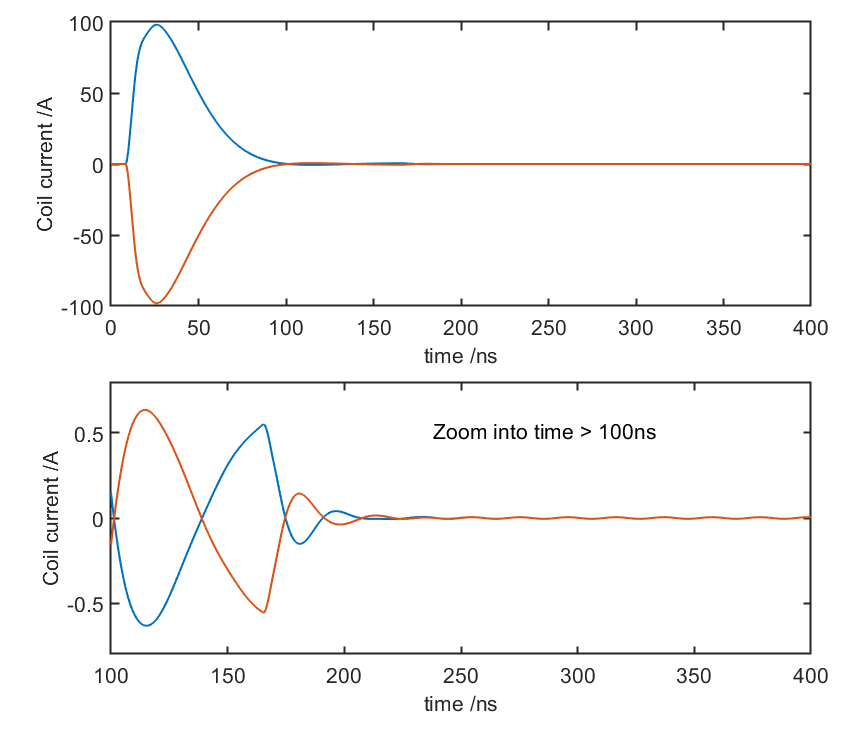 Coil current /A
100
50
0
-50
-100
0 50 100 150 200 250 300 350 400
time /ns
Coil current /A
0.5
0
-0.5
Zoom into time > 100ns
100 150 200 250 300 350 400
time /ns